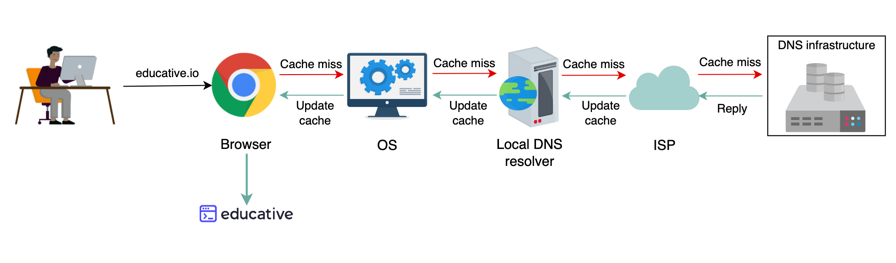 DNS infrastructure
educative.io
Cache miss
Cache miss
Cache miss
Cache miss
Update
cache
Update
cache
Update
cache
Reply
Browser
OS
Local DNS
resolver
ISP
educative